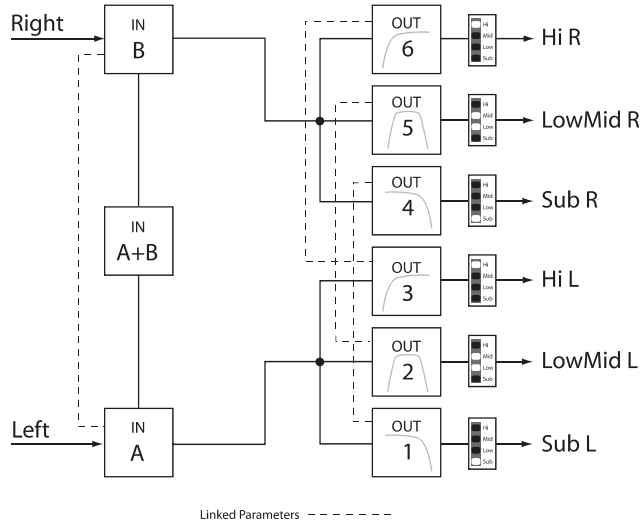 Right
IN
B
IN
A+B
Left
IN
A
OUT
6
Hi
Mid
Low
Sub
Hi R
OUT
5
Hi
Mid
Low
Sub
LowMid R
OUT
4
Hi
Mid
Low
Sub
Sub R
OUT
3
Hi
Mid
Low
Sub
Hi L
OUT
2
Hi
Mid
Low
Sub
LowMid L
OUT
1
Hi
Mid
Low
Sub
Sub L
Linked Parameters